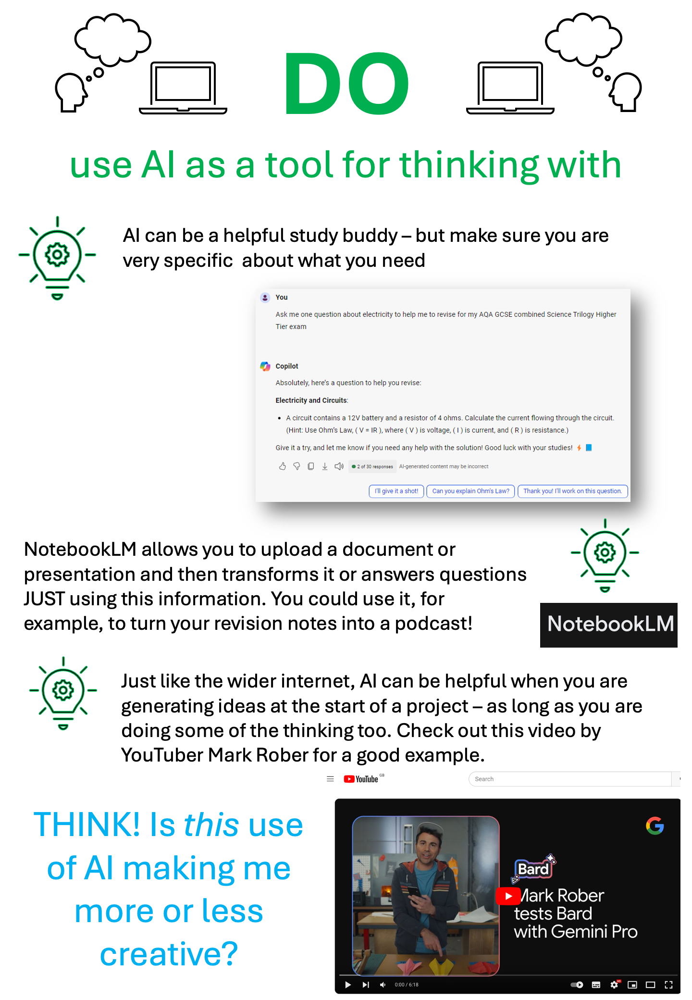 DO
use AI as a tool for thinking with
AI can be a helpful study buddy – but make sure you are
very specific  about what you need
You
Ask me one question about electricity to help me to revise for my AQA GCSE combined Science Trilogy Higher
Tier exam
Copilot
Absolutely, here's a question to help you revise:
Electricity and Circuits:
• A circuit contains a 12V battery and a resistor of 4 ohms. Calculate the current flowing through the circuit.
(Hint: Use Ohm's Law, ( V = IR ), where ( V ) is voltage, ( I ) is current, and ( R ) is resistance.)
Give it a try, and let me know if you need any help with the solution! Good luck with your studies! ⚡ 📘
2 of 30 responses AI-generated content may be incorrect
I'll give it a shot! Can you explain Ohm's Law? Thank you! I'll work on this question.
NotebookLM allows you to upload a document or
presentation and then transforms it or answers questions
JUST using this information. You could use it, for
example, to turn your revision notes into a podcast!
NotebookLM
Just like the wider internet, AI can be helpful when you are
generating ideas at the start of a project – as long as you are
doing some of the thinking too. Check out this video by
YouTuber Mark Rober for a good example.
YouTube GB
Search
THINK! Is this use
of AI making me
more or less
creative?
G
Bard
Mark Rober
tests Bard
with Gemini Pro
0:00 / 6:18
HD